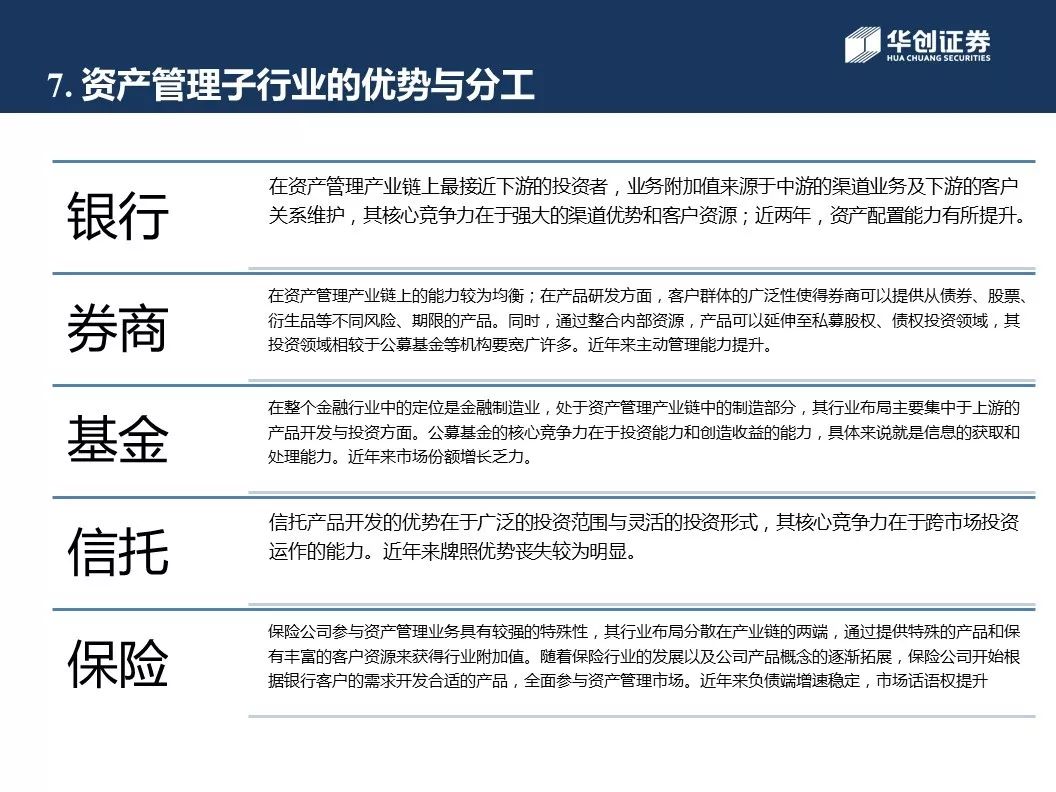 华创证券
HUA CHUANG SECURITIES
7. 资产管理子行业的优势与分工
银行
在资产管理产业链上最接近下游的投资者，业务附加值来源于中游的渠道业务及下游的客户
关系维护，其核心竞争力在于强大的渠道优势和客户资源；近两年，资产配置能力有所提升。
券商
在资产管理产业链上的能力较为均衡；在产品研发方面，客户群体的广泛性使得券商可以提供从债券、股票、
衍生品等不同风险、期限的产品。同时，通过整合内部资源，产品可以延伸至私募股权、债权投资领域，其
投资领域相较于公募基金等机构要宽广许多。近年来主动管理能力提升。
基金
在整个金融行业中的定位是金融制造业，处于资产管理产业链中的制造部分，其行业布局主要集中于上游的
产品开发与投资方面。公募基金的核心竞争力在于投资能力和创造收益的能力，具体来说就是信息的获取和
处理能力。近年来市场份额增长乏力。
信托
信托产品开发的优势在于广泛的投资范围与灵活的投资形式，其核心竞争力在于跨市场投资
运作的能力。近年来牌照优势丧失较为明显。
保险
保险公司参与资产管理业务具有较强的特殊性，其行业布局分散在产业链的两端，通过提供特殊的产品和保
有丰富的客户资源来获得行业附加值。随着保险行业的发展以及公司产品概念的逐渐拓展，保险公司开始根
据银行客户的需求开发合适的产品，全面参与资产管理市场。近年来负债端增速稳定，市场话语权提升